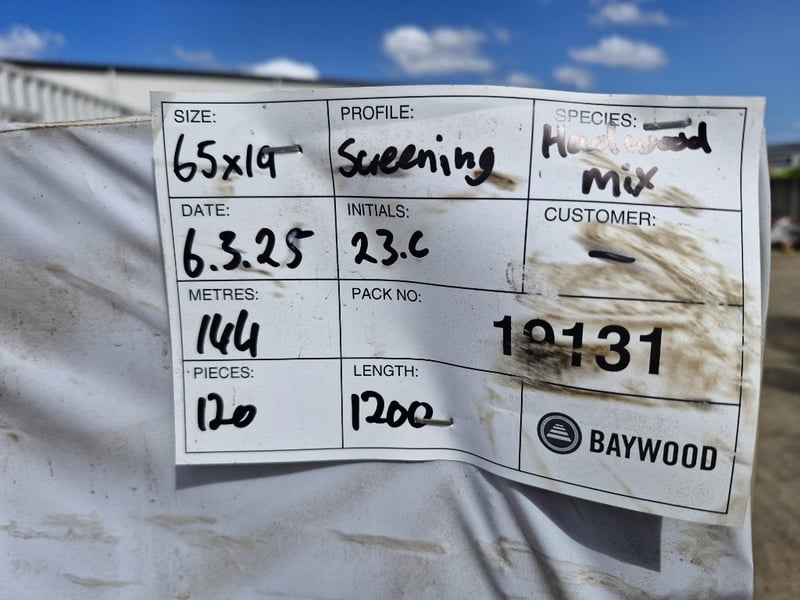 SIZE:
65x19
PROFILE:
Screening
SPECIES:
Hardwood
mix
DATE:
6.3.25
INITIALS:
23.C
CUSTOMER:
-
METRES:
144
PACK NO:
19131
PIECES:
120
LENGTH:
1200
BAYWOOD